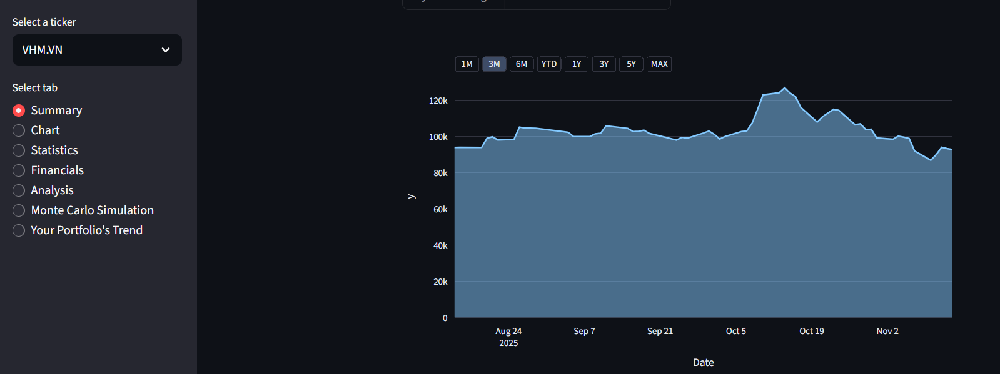 Select a ticker
VHM.VN
Select tab
Summary
Chart
Statistics
Financials
Analysis
Monte Carlo Simulation
Your Portfolio's Trend
1M 3M 6M YTD 1Y 3Y 5Y MAX
120k
100k
80k
60k
40k
20k
0
y
Aug 24 Sep 7 Sep 21 Oct 5 Oct 19 Nov 2
2025
Date